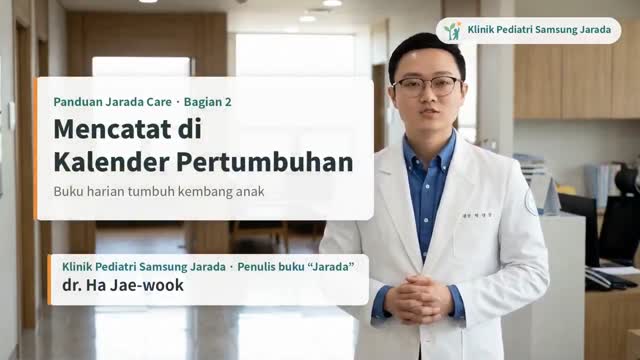 Klinik Pediatri Samsung Jarada
Panduan Jarada Care · Bagian 2
Mencatat di
Kalender Pertumbuhan
Buku harian tumbuh kembang anak
Klinik Pediatri Samsung Jarada · Penulis buku “Jarada”
dr. Ha Jae-wook